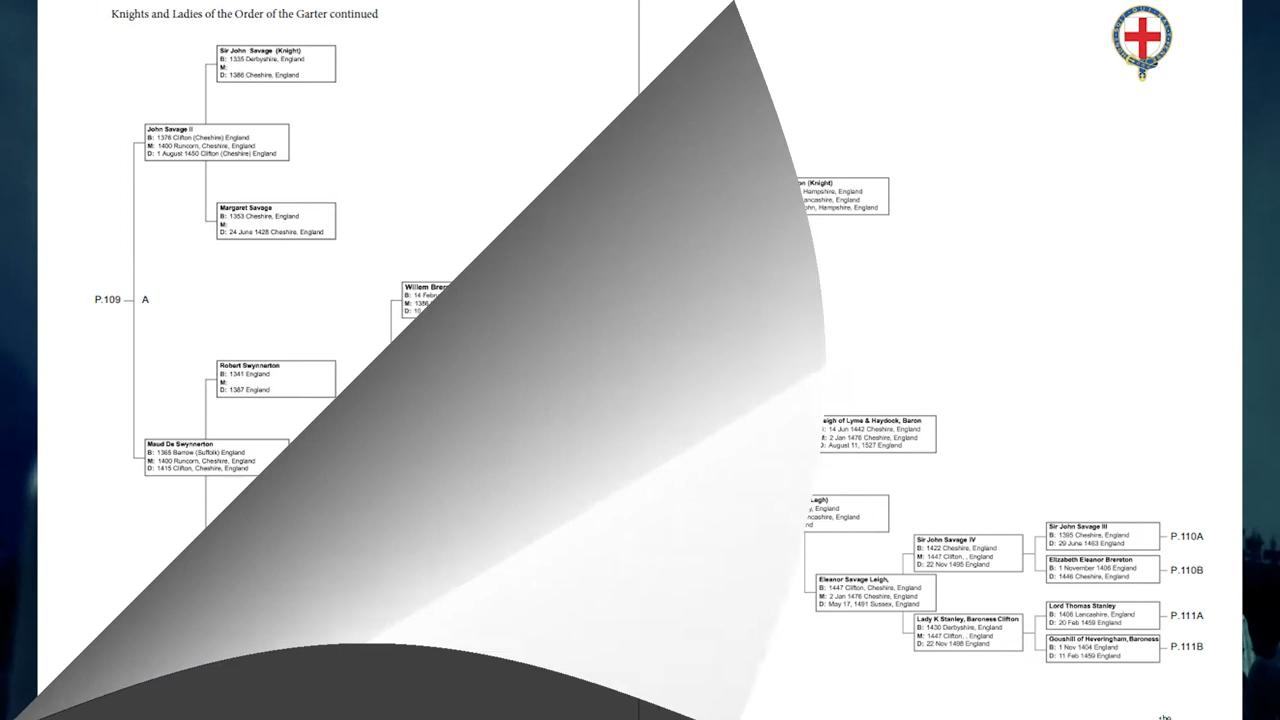 Knights and Ladies of the Order of the Garter continued
Sir John Savage (Knight)
B: 1335 Derbyshire, England
M:
D: 1386 Cheshire, England
John Savage II
B: 1376 Clifton (Cheshire) England
M: 1400 Runcorn, Cheshire, England
D: 1 August 1450 Clifton (Cheshire) England
Margaret Savage
B: 1353 Cheshire, England
M:
D: 24 June 1428 Cheshire, England
P.109 A
Willem
B: 14
M: 1386
D:
Robert Swynnerton
B: 1341 England
M:
D: 1387 England
Maud De Swynnerton
B: 1365 Barrow (Suffolk) England
M: 1400 Runcorn, Cheshire, England
D: 1415 Clifton, Cheshire, England
(Knight)
Hampshire, England
England
Hampshire, England
of Lyme & Haydock, Baron
14 Jun 1442 Cheshire, England
2 Jan 1476 Cheshire, England
D: August 11, 1527 England
England
England
Sir John Savage IV
B: 1422 Cheshire, England
M: 1447 Clifton, , England
D: 22 Nov 1495 England
Sir John Savage III
B: 1395 Cheshire, England
D: 29 June 1463 England
P.110A
Elizabeth Eleanor Brereton
B: 1 November 1406 England
D: 1446 Cheshire, England
P.110B
Eleanor Savage Leigh,
B: 1447 Clifton, Cheshire, England
M: 2 Jan 1476 Cheshire, England
D: May 17, 1491 Sussex, England
Lady K Stanley, Baroness Clifton
B: 1430 Derbyshire, England
M: 1447 Clifton, , England
D: 22 Nov 1498 England
Lord Thomas Stanley
B: 1406 Lancashire, England
D: 20 Feb 1459 England
P.111A
Goushill of Heveringham, Baroness
B: 1 Nov 1404 England
D: 11 Feb 1459 England
P.111B